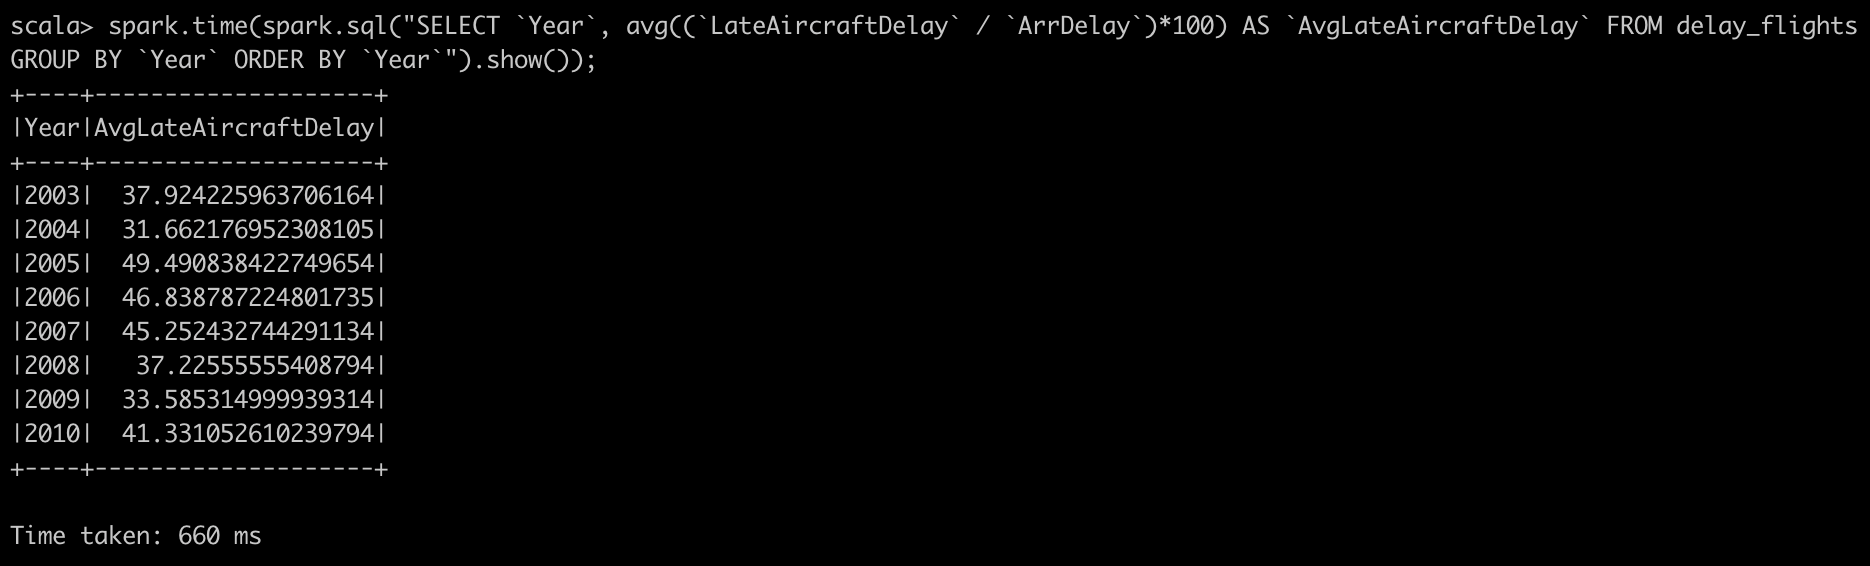 scala> spark.time(spark.sql("SELECT `Year`, avg((`LateAircraftDelay` / `ArrDelay`)*100) AS `AvgLateAircraftDelay` FROM delay_flights
GROUP BY `Year` ORDER BY `Year`").show());
+----+--------------------+
|Year|AvgLateAircraftDelay|
+----+--------------------+
|2003|  37.924225963706164|
|2004|  31.662176952308105|
|2005|  49.490838422749654|
|2006|  46.838787224801735|
|2007|  45.252432744291134|
|2008|   37.22555555408794|
|2009|  33.585314999939314|
|2010|  41.331052610239794|
+----+--------------------+
Time taken: 660 ms